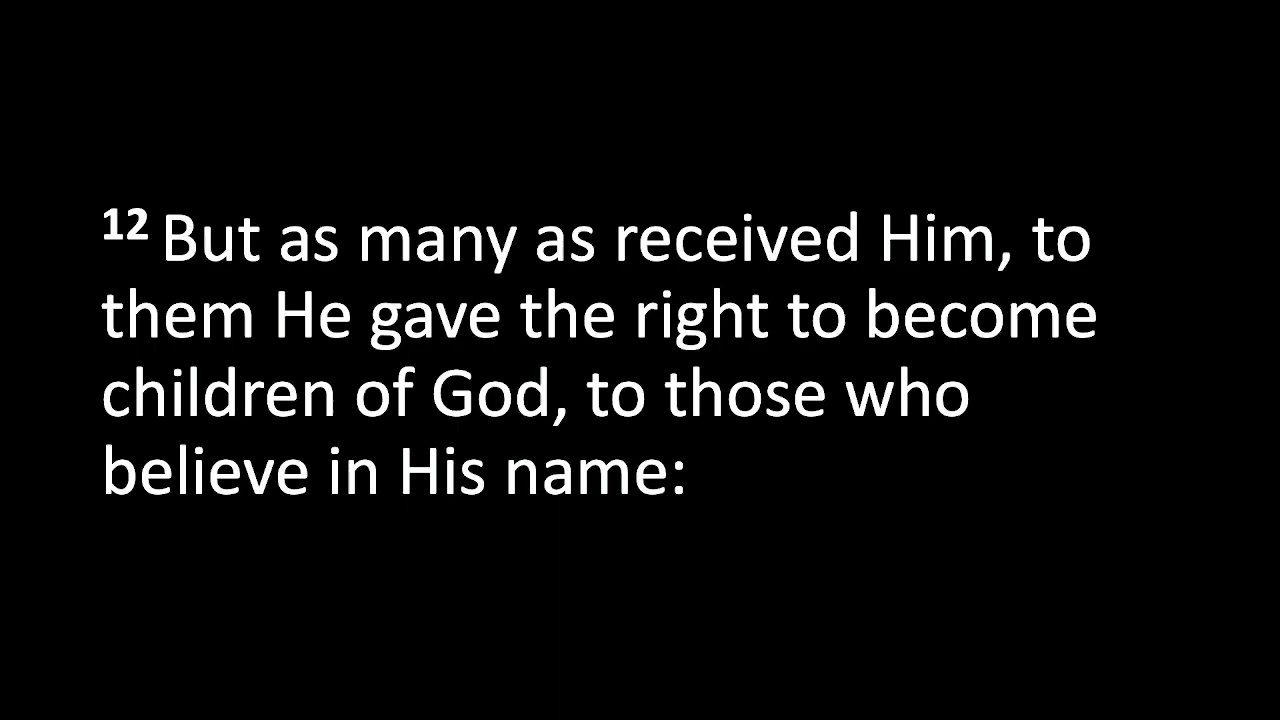 12 But as many as received Him, to
them He gave the right to become
children of God, to those who
believe in His name: